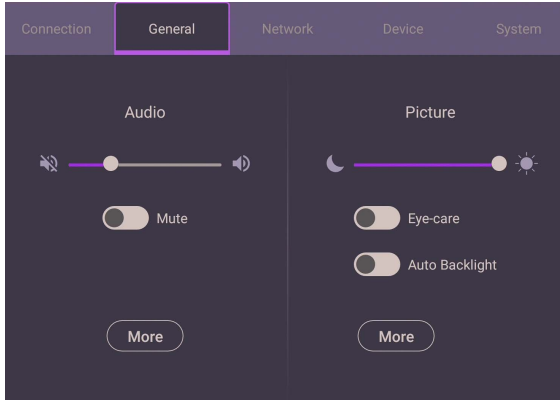 Connection General Network Device System
Audio
Mute
More
Picture
Eye-care
Auto Backlight
More